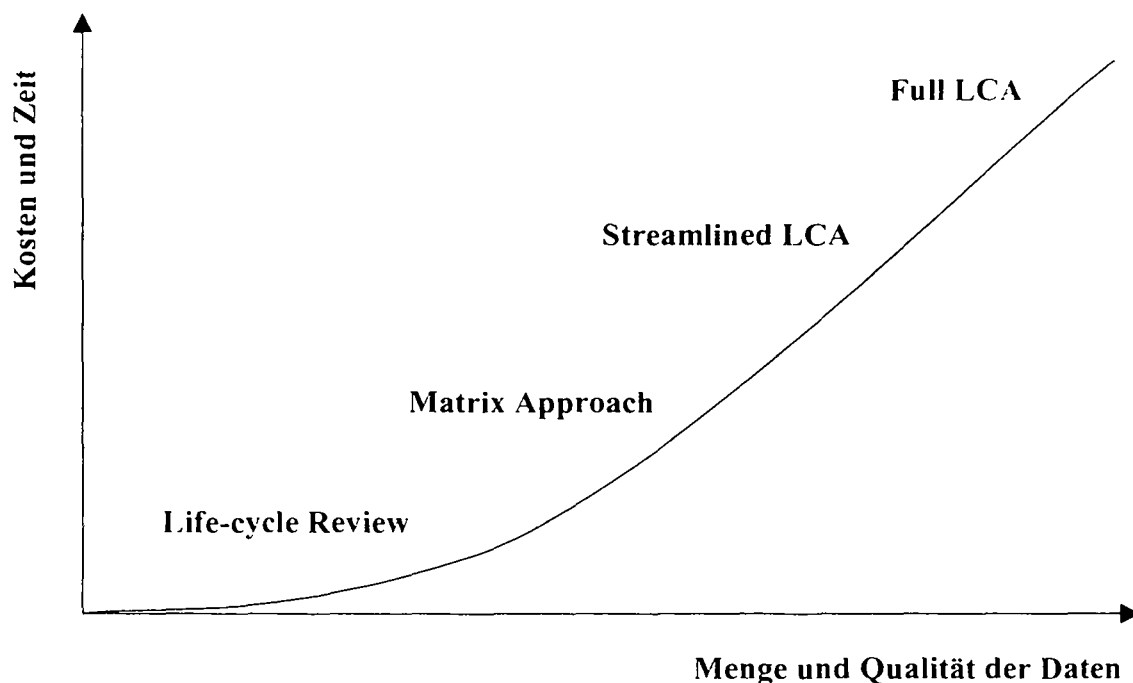 Kosten und Zeit
Full LCA
Streamlined LCA
Matrix Approach
Life-cycle Review
Menge und Qualität der Daten